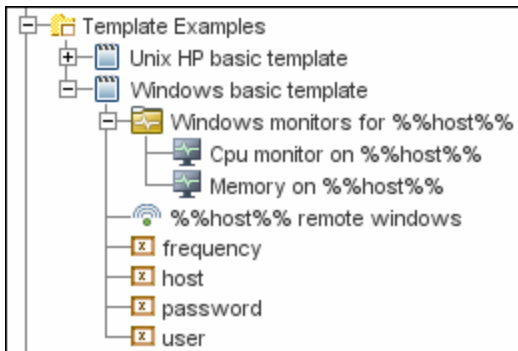 Template Examples
Unix HP basic template
Windows basic template
Windows monitors for %%host%%
Cpu monitor on %%host%%
Memory on %%host%%
%%host%% remote windows
frequency
host
password
user